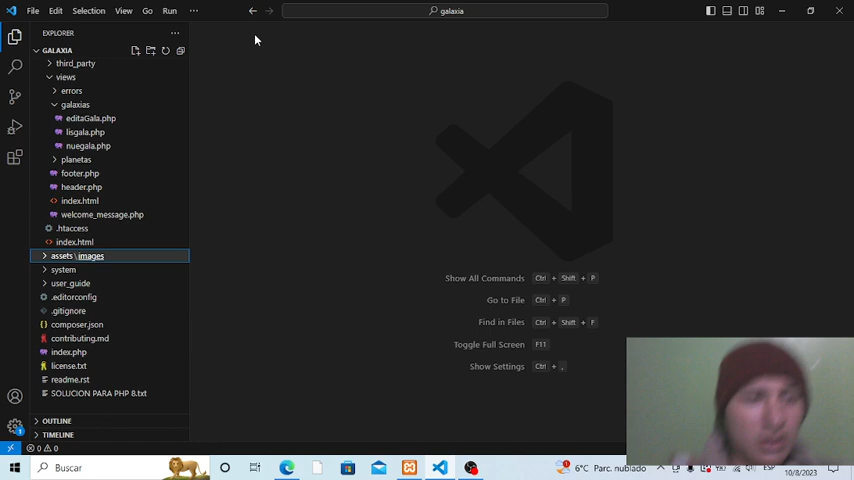 File Edit Selection View Go Run ···
galaxia
EXPLORER ···
GALAXIA
third_party
views
errors
galaxias
editaGala.php
lisgala.php
nuegala.php
planetas
footer.php
header.php
index.html
welcome_message.php
.htaccess
index.html
assets\images
system
user_guide
.editorconfig
.gitignore
composer.json
contributing.md
index.php
license.txt
readme.rst
SOLUCION PARA PHP 8.txt
OUTLINE
TIMELINE
Show All Commands Ctrl + Shift + P
Go to File Ctrl + P
Find in Files Ctrl + Shift + F
Toggle Full Screen F11
Show Settings Ctrl + ,
1
0 0
Buscar
6°C Parc. nublado ESP
10/8/2023